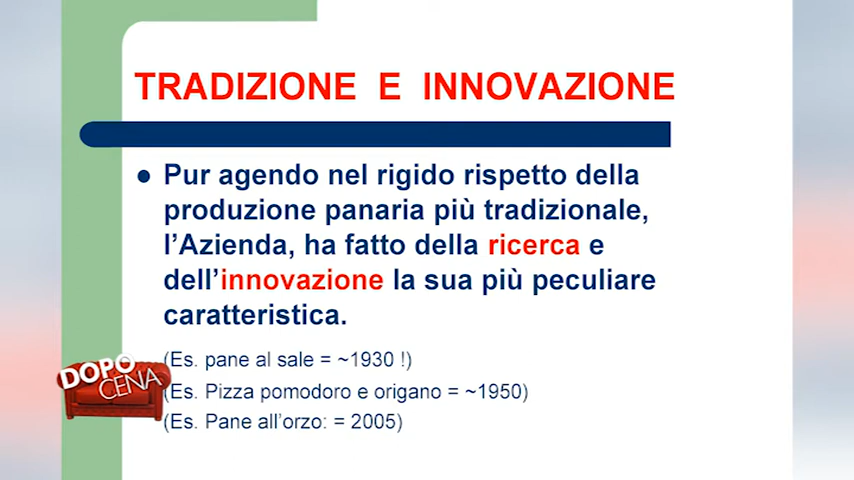 TRADIZIONE E INNOVAZIONE
● Pur agendo nel rigido rispetto della
produzione panaria più tradizionale,
l'Azienda, ha fatto della ricerca e
dell'innovazione la sua più peculiare
caratteristica.
(Es. pane al sale = ~1930 !)
(Es. Pizza pomodoro e origano = ~1950)
(Es. Pane all'orzo: = 2005)
DOPO
CENA